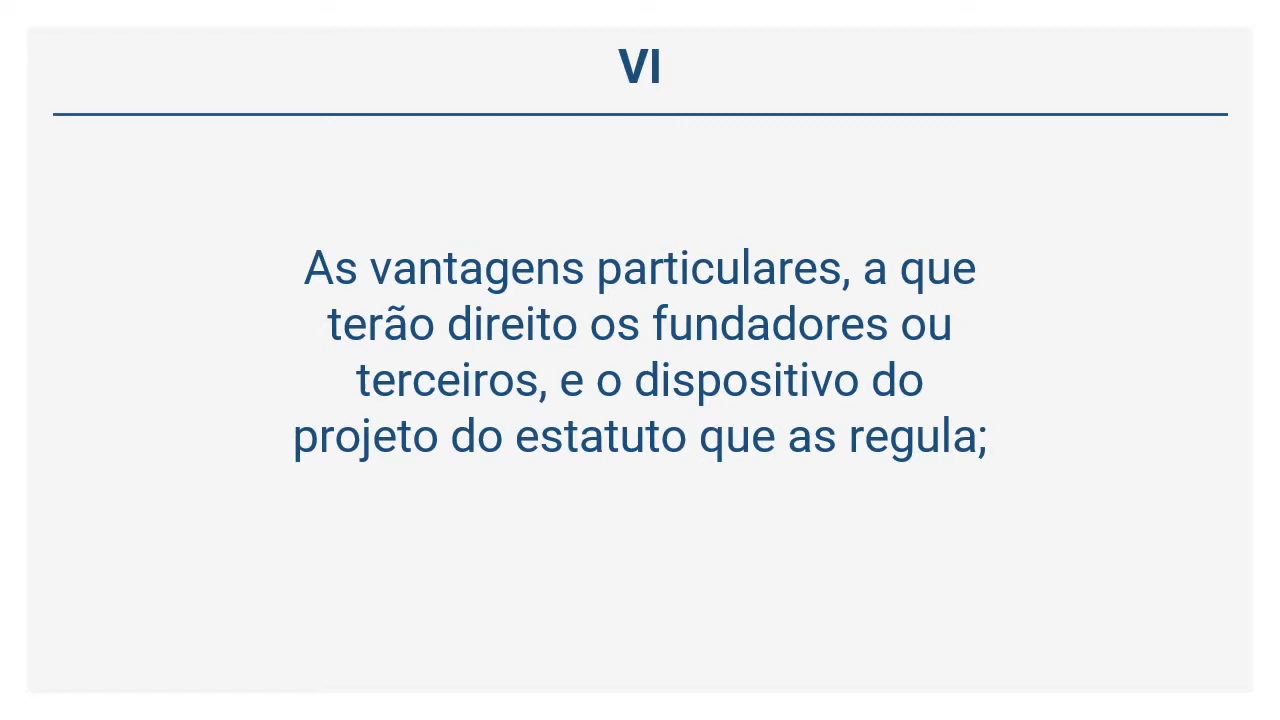 VI
As vantagens particulares, a que
terão direito os fundadores ou
terceiros, e o dispositivo do
projeto do estatuto que as regula;